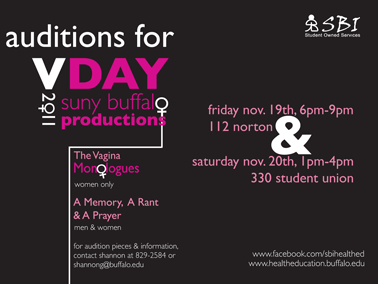 auditions for
VDAY
2011 suny buffalo
productions
SBI
Student Owned Services
friday nov. 19th, 6pm-9pm
112 norton
&
saturday nov. 20th, 1pm-4pm
330 student union
The Vagina
Monologues
women only
A Memory, A Rant
& A Prayer
men & women
for audition pieces & information,
contact shannon at 829-2584 or
shannong@buffalo.edu
www.facebook.com/sbihealthed
www.healtheducation.buffalo.edu